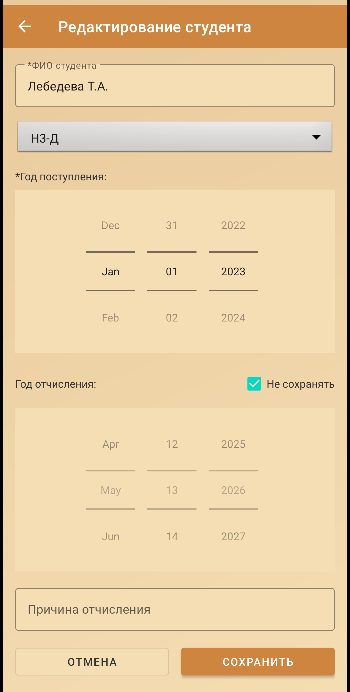 Редактирование студента
*ФИО студента
Лебедева Т.А.
НЗ-Д
*Год поступления:
Dec 31 2022
Jan 01 2023
Feb 02 2024
Год отчисления: Не сохранять
Apr 12 2025
May 13 2026
Jun 14 2027
Причина отчисления
ОТМЕНА СОХРАНИТЬ